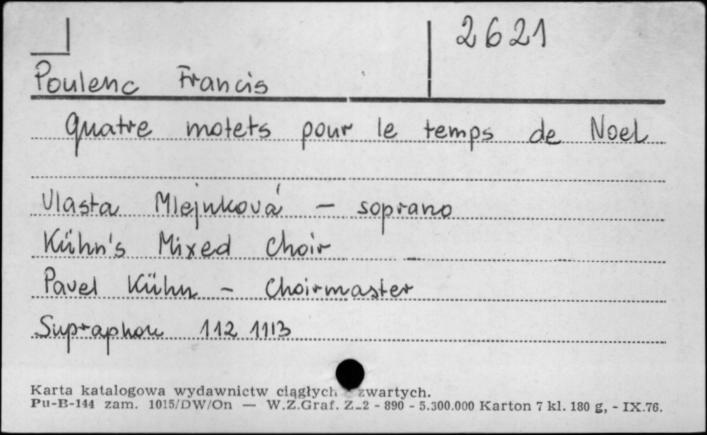 2621
Poulenc Francis
Quatre motets pour le temps de Noel
Vlasta Mlejnková – soprano
Kühn's Mixed Choir
Pavel Kühn – Choirmaster
Supraphon 112 1113
Karta katalogowa wydawnictw ciągłych zwartych.
Pu-B-144 zam. 1015/DW/On — W.Z.Graf. Z-2 - 890 - 5.300.000 Karton 7 kl. 180 g, - IX.76.